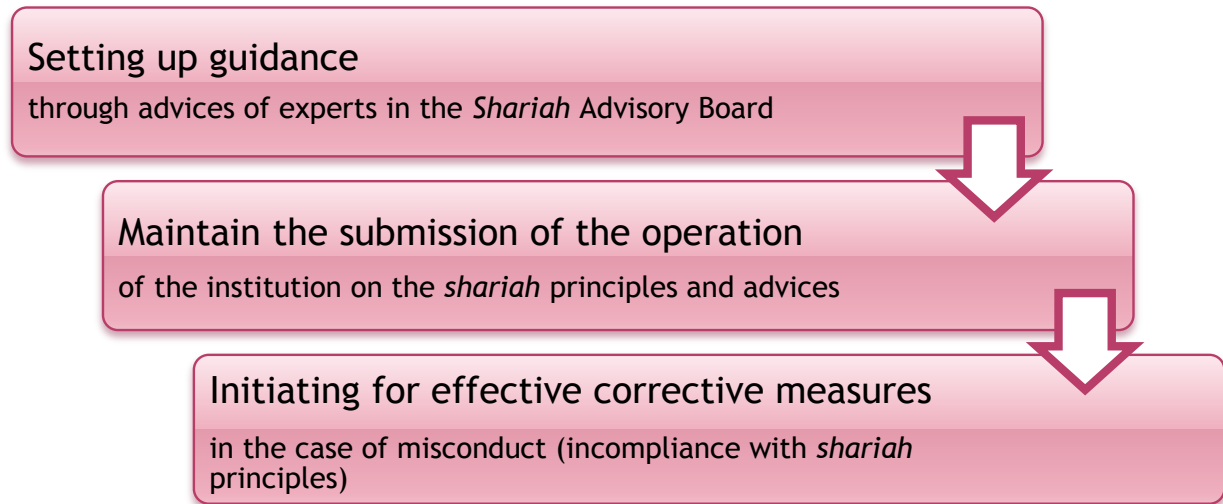 Setting up guidance
through advices of experts in the Shariah Advisory Board
Maintain the submission of the operation
of the institution on the shariah principles and advices
Initiating for effective corrective measures
in the case of misconduct (incompliance with shariah
principles)